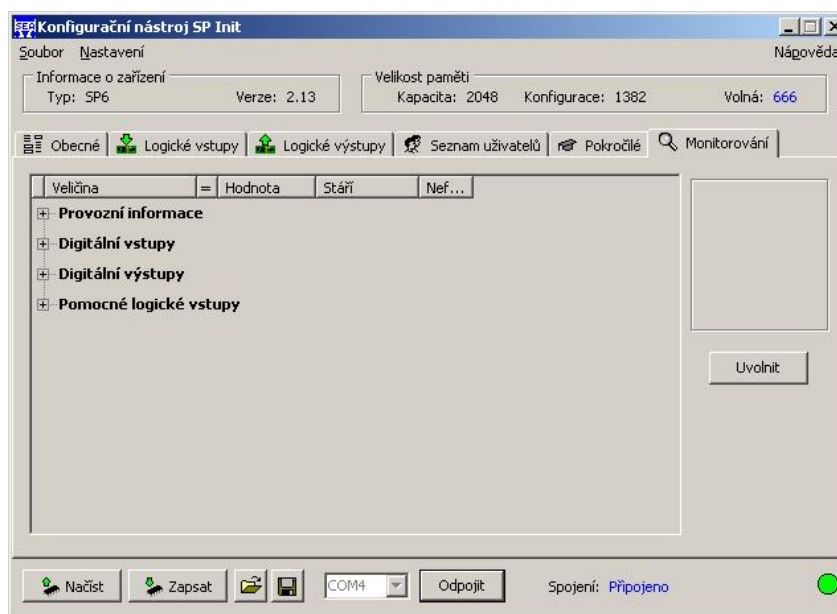 SEA Konfigurační nástroj SP Init
Soubor Nastavení Nápověda
Informace o zařízení Velikost paměti
Typ: SP6 Verze: 2.13 Kapacita: 2048 Konfigurace: 1382 Volná: 666
Obecné Logické vstupy Logické výstupy Seznam uživatelů Pokročilé Monitorování
Veličina = Hodnota Stáří Nef...
Provozní informace
Digitální vstupy
Digitální výstupy
Pomocné logické vstupy
Uvolnit
Načíst Zapsat COM4 Odpojit Spojení: Připojeno